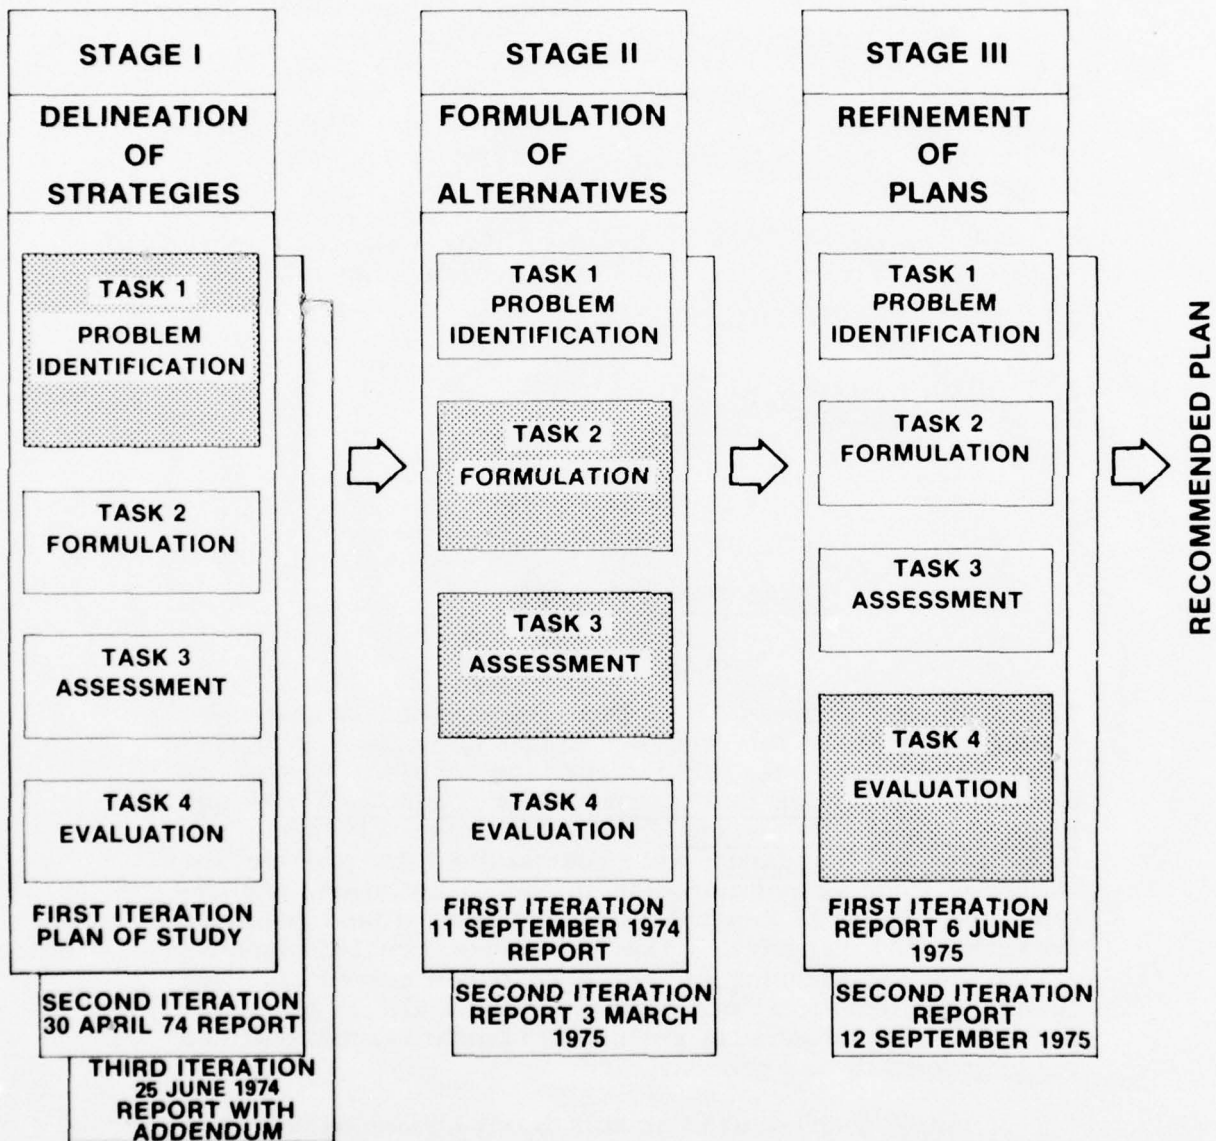 STAGE I
DELINEATION
OF
STRATEGIES
TASK 1
PROBLEM
IDENTIFICATION
TASK 2
FORMULATION
TASK 3
ASSESSMENT
TASK 4
EVALUATION
FIRST ITERATION
PLAN OF STUDY
SECOND ITERATION
30 APRIL 74 REPORT
THIRD ITERATION
25 JUNE 1974
REPORT WITH
ADDENDUM
STAGE II
FORMULATION
OF
ALTERNATIVES
TASK 1
PROBLEM
IDENTIFICATION
TASK 2
FORMULATION
TASK 3
ASSESSMENT
TASK 4
EVALUATION
FIRST ITERATION
11 SEPTEMBER 1974
REPORT
SECOND ITERATION
REPORT 3 MARCH
1975
STAGE III
REFINEMENT
OF
PLANS
TASK 1
PROBLEM
IDENTIFICATION
TASK 2
FORMULATION
TASK 3
ASSESSMENT
TASK 4
EVALUATION
FIRST ITERATION
REPORT 6 JUNE
1975
SECOND ITERATION
REPORT
12 SEPTEMBER 1975
RECOMMENDED PLAN